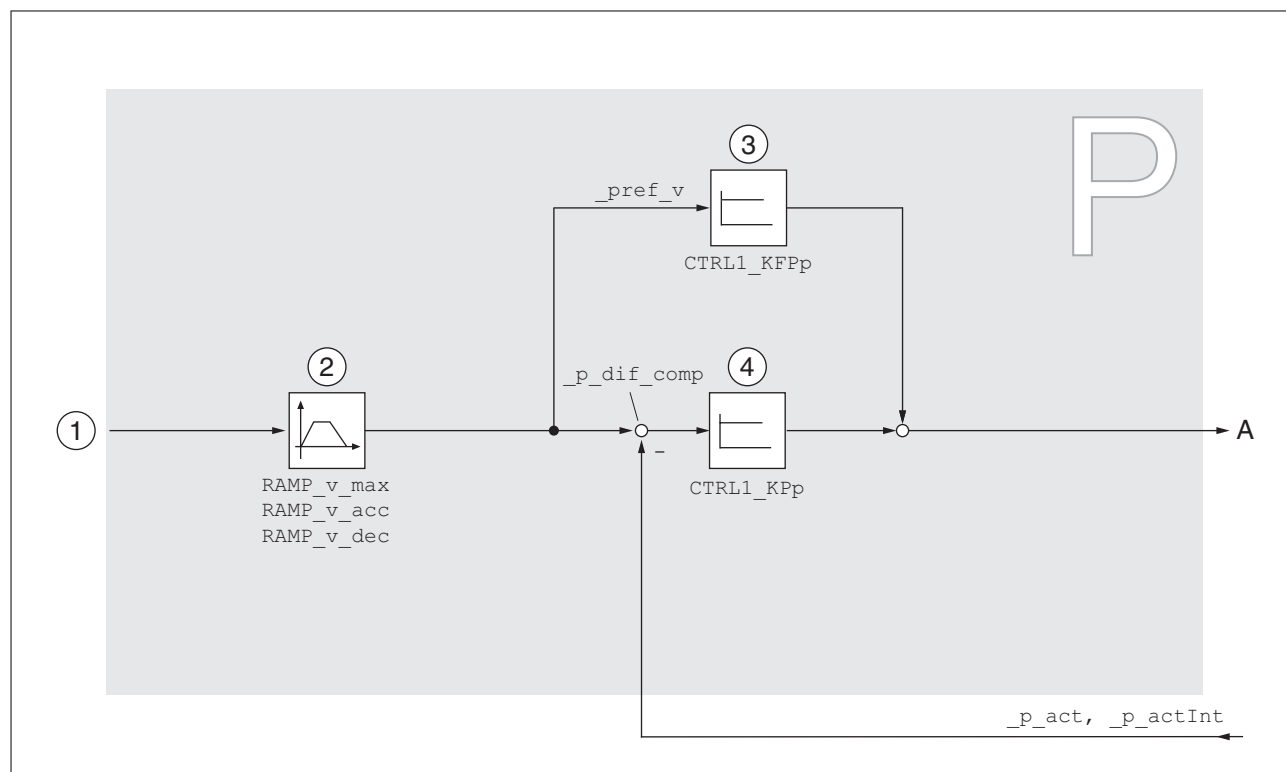 P
3
_pref_v
CTRL1_KFPp
2
_p_dif_comp
4
1
-
A
RAMP_v_max
RAMP_v_acc
RAMP_v_dec
CTRL1_KPp
_p_act, _p_actInt